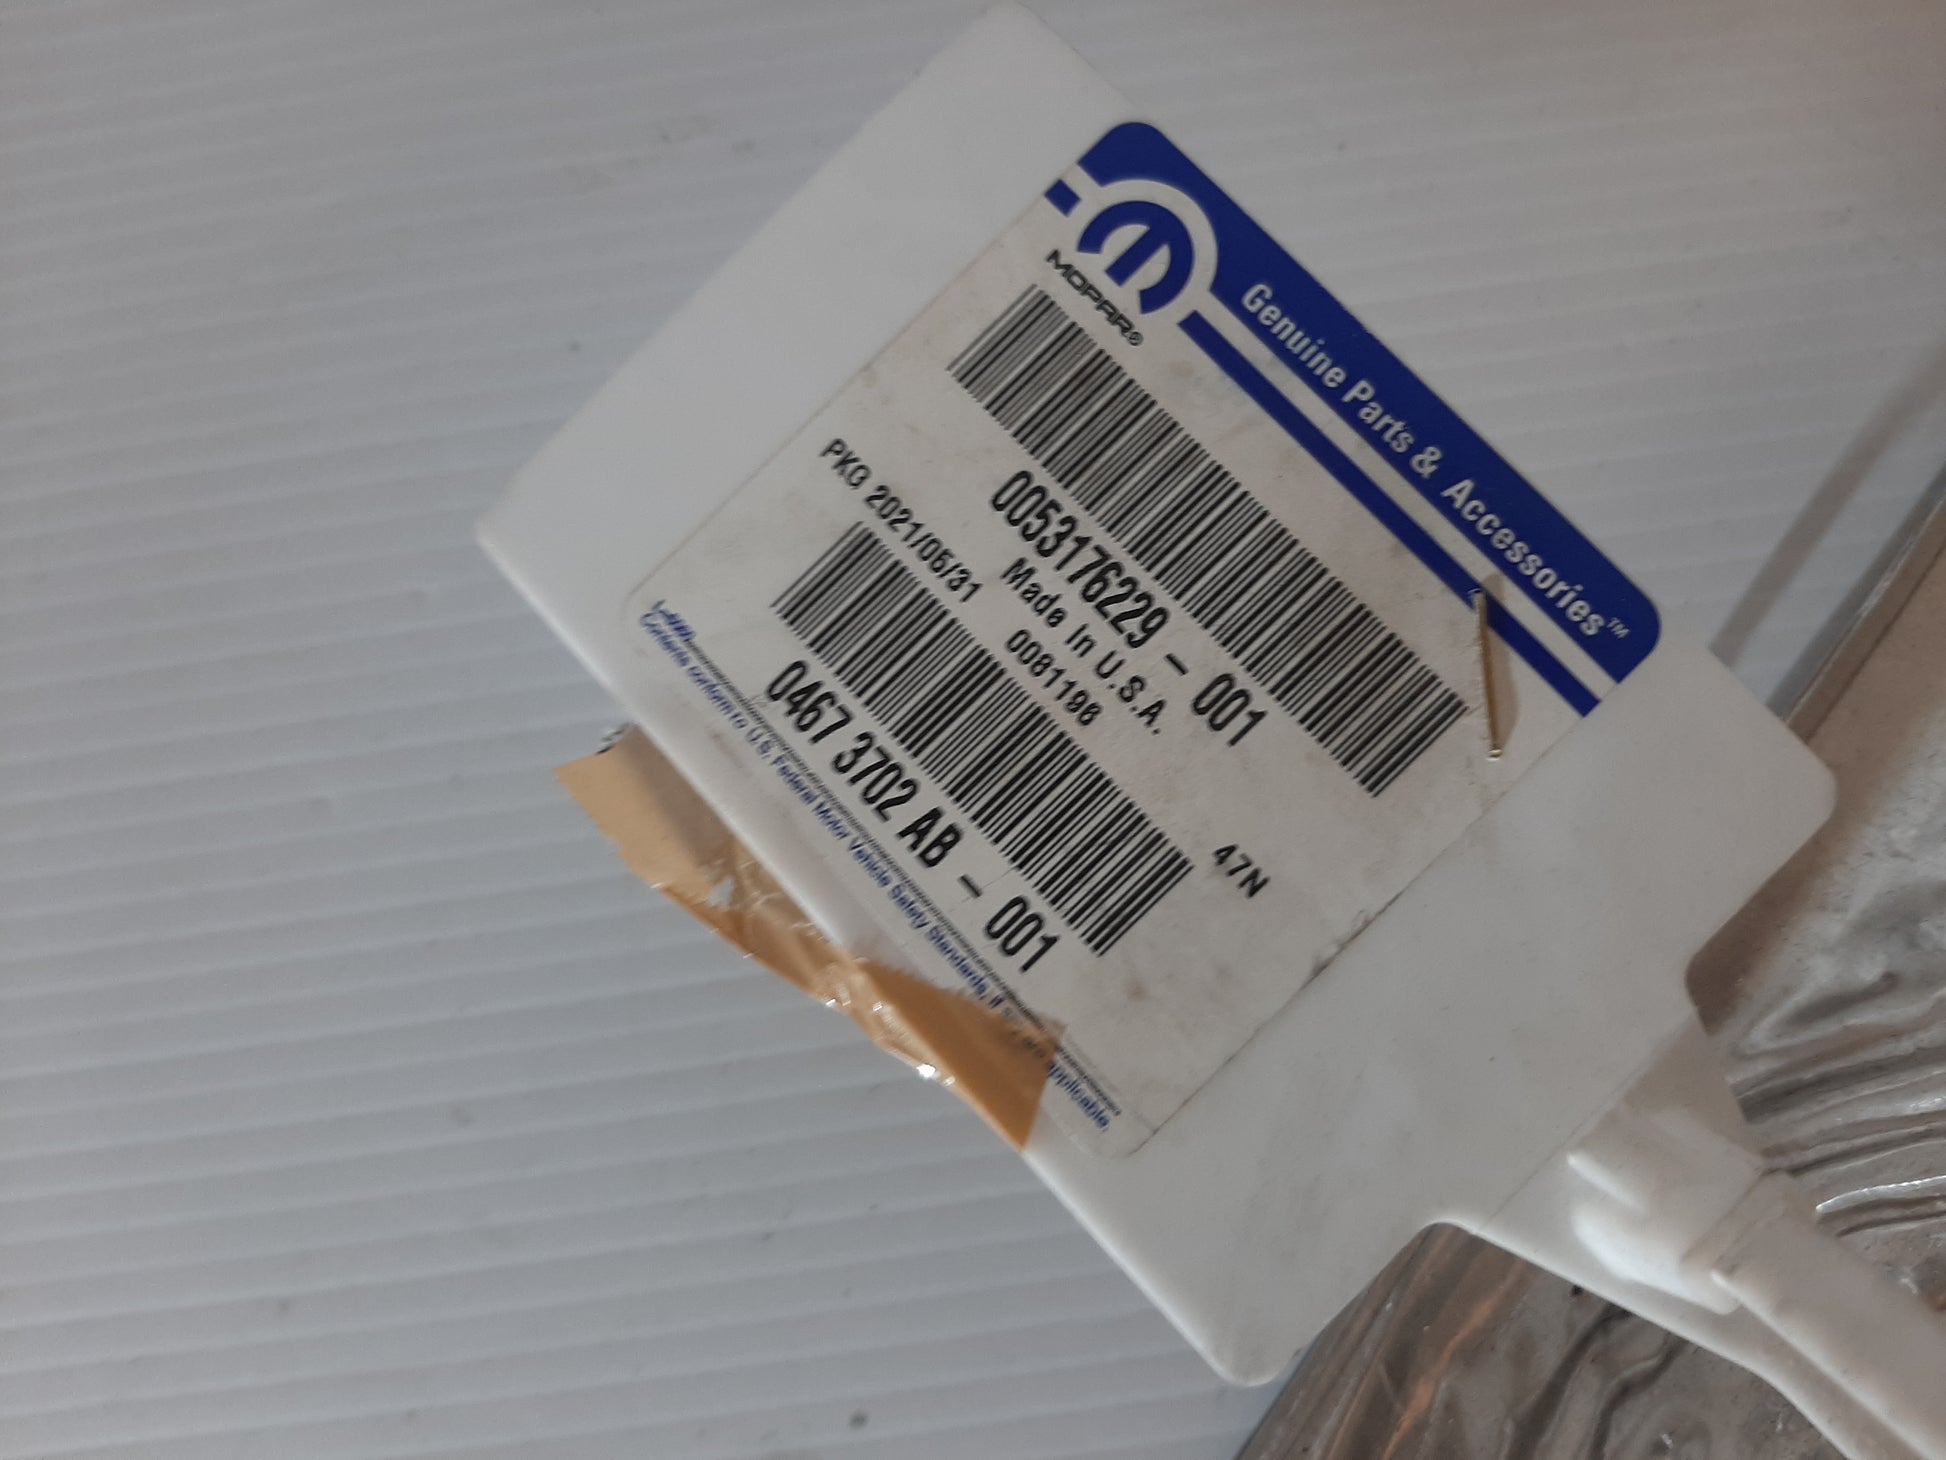 Genuine Parts & Accessories™
MOPAR®
0053176229 - 001
Made In U.S.A.
47N
PKG 2021/05/31 0081198
0467 3702 AB - 001
Contents conform to U.S. Federal Motor Vehicle Safety Standards, if applicable.